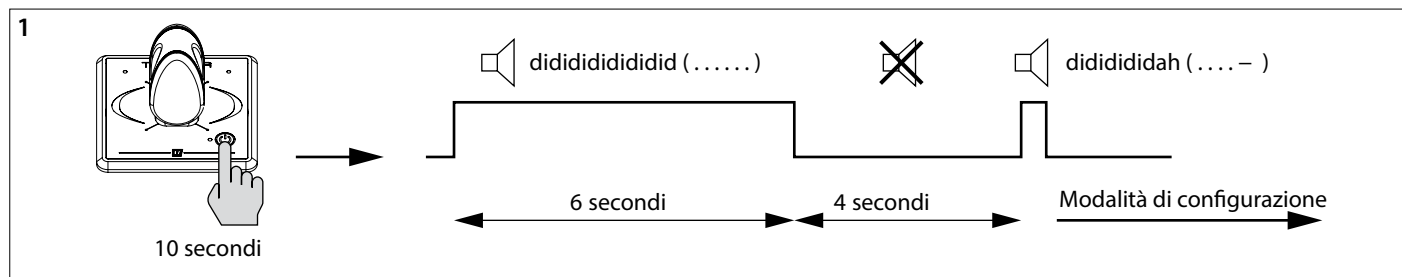 1
didididididididid ( . . . . . . )
didididididah ( . . . . – )
6 secondi
4 secondi
Modalità di configurazione
10 secondi